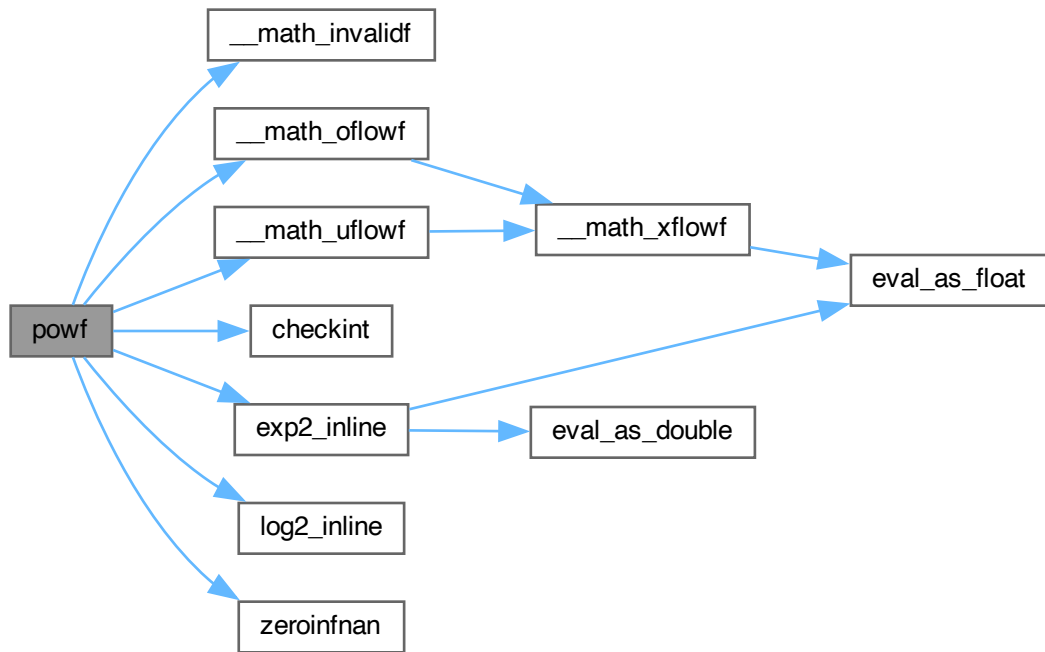 __math_invalidf
__math_oflowf
__math_uflowf
__math_xflowf
eval_as_float
powf
checkint
exp2_inline
eval_as_double
log2_inline
zeroinfnan